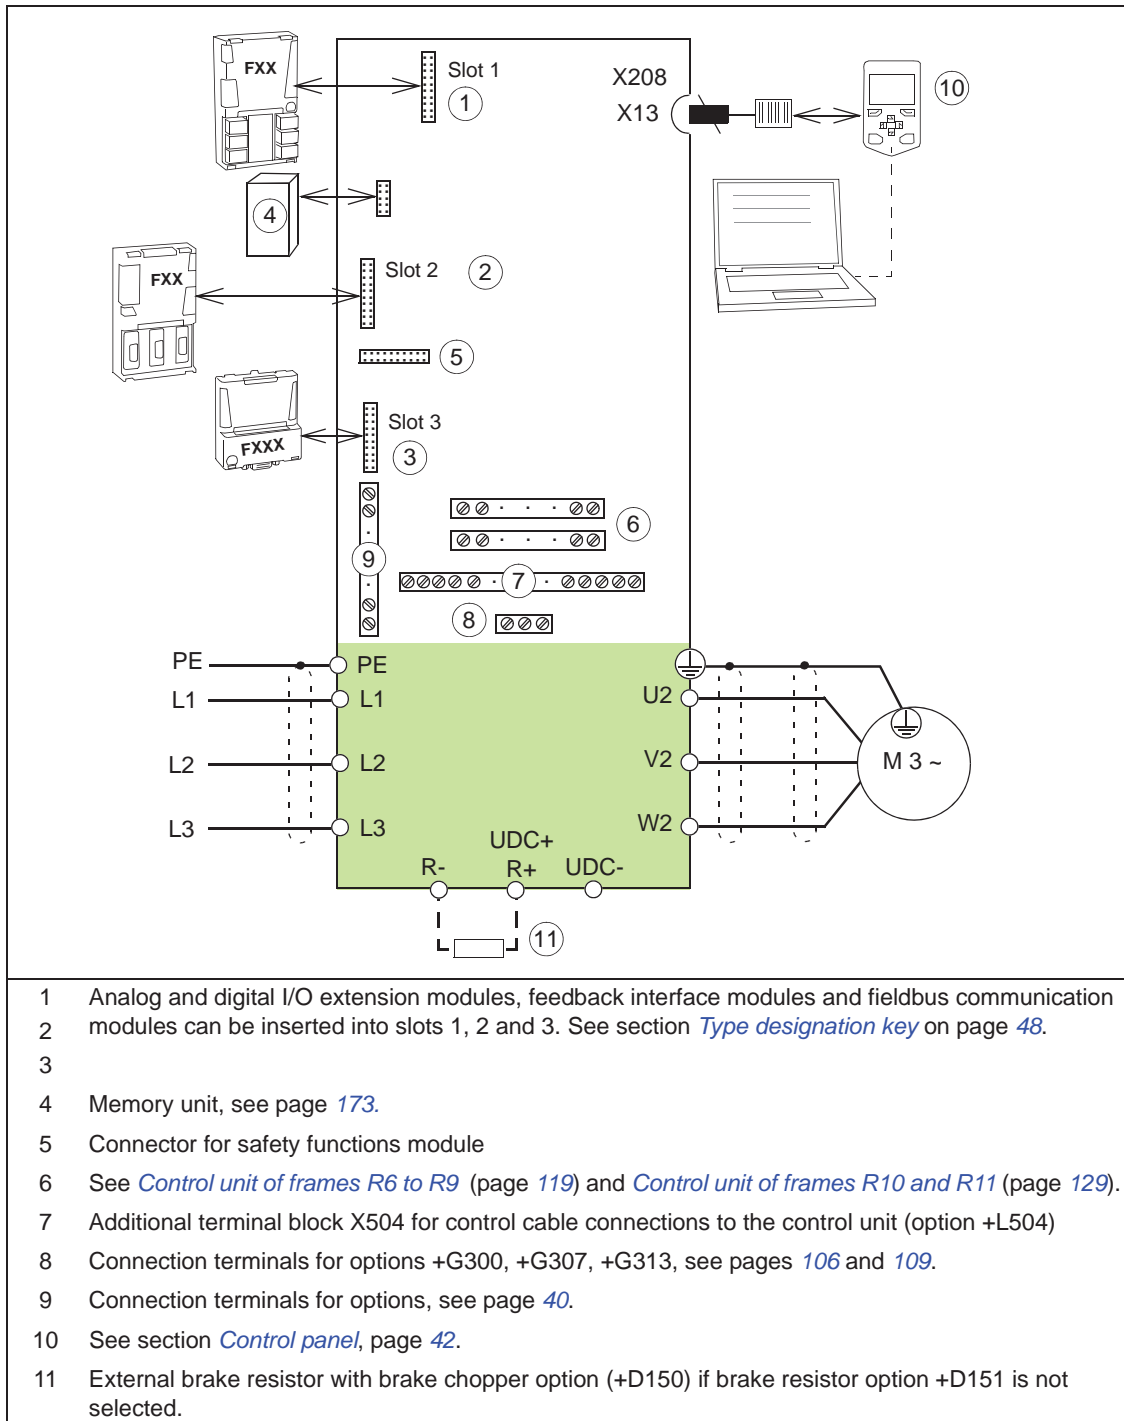 FXX
Slot 1
1
X208
X13
10
4
FXX
Slot 2
2
5
FXXX
Slot 3
3
6
9
7
8
PE
PE
L1
L1
U2
L2
L2
V2
M 3 ~
L3
L3
W2
UDC+
R-
R+
UDC-
11
1 Analog and digital I/O extension modules, feedback interface modules and fieldbus communication
2 modules can be inserted into slots 1, 2 and 3. See section Type designation key on page 48.
3
4 Memory unit, see page 173.
5 Connector for safety functions module
6 See Control unit of frames R6 to R9 (page 119) and Control unit of frames R10 and R11 (page 129).
7 Additional terminal block X504 for control cable connections to the control unit (option +L504)
8 Connection terminals for options +G300, +G307, +G313, see pages 106 and 109.
9 Connection terminals for options, see page 40.
10 See section Control panel, page 42.
11 External brake resistor with brake chopper option (+D150) if brake resistor option +D151 is not
selected.